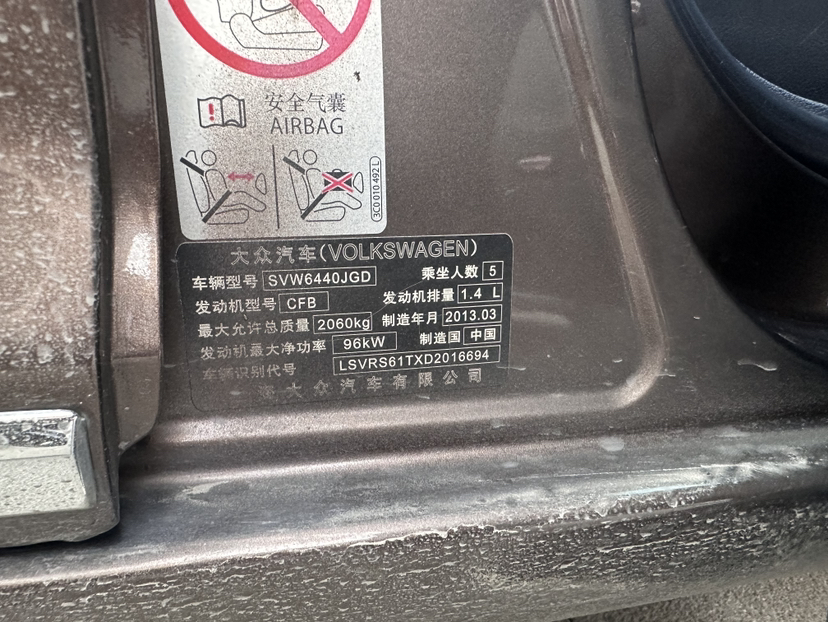 安全气囊
AIRBAG
3C0 010 492 L
大众汽车(VOLKSWAGEN)
车辆型号 SVW6440JGD 乘坐人数 5
发动机型号 CFB 发动机排量 1.4 L
最大允许总质量 2060kg 制造年月 2013.03
发动机最大净功率 96kW 制造国 中国
车辆识别代号 LSVRS61TXD2016694
大众汽车有限公司